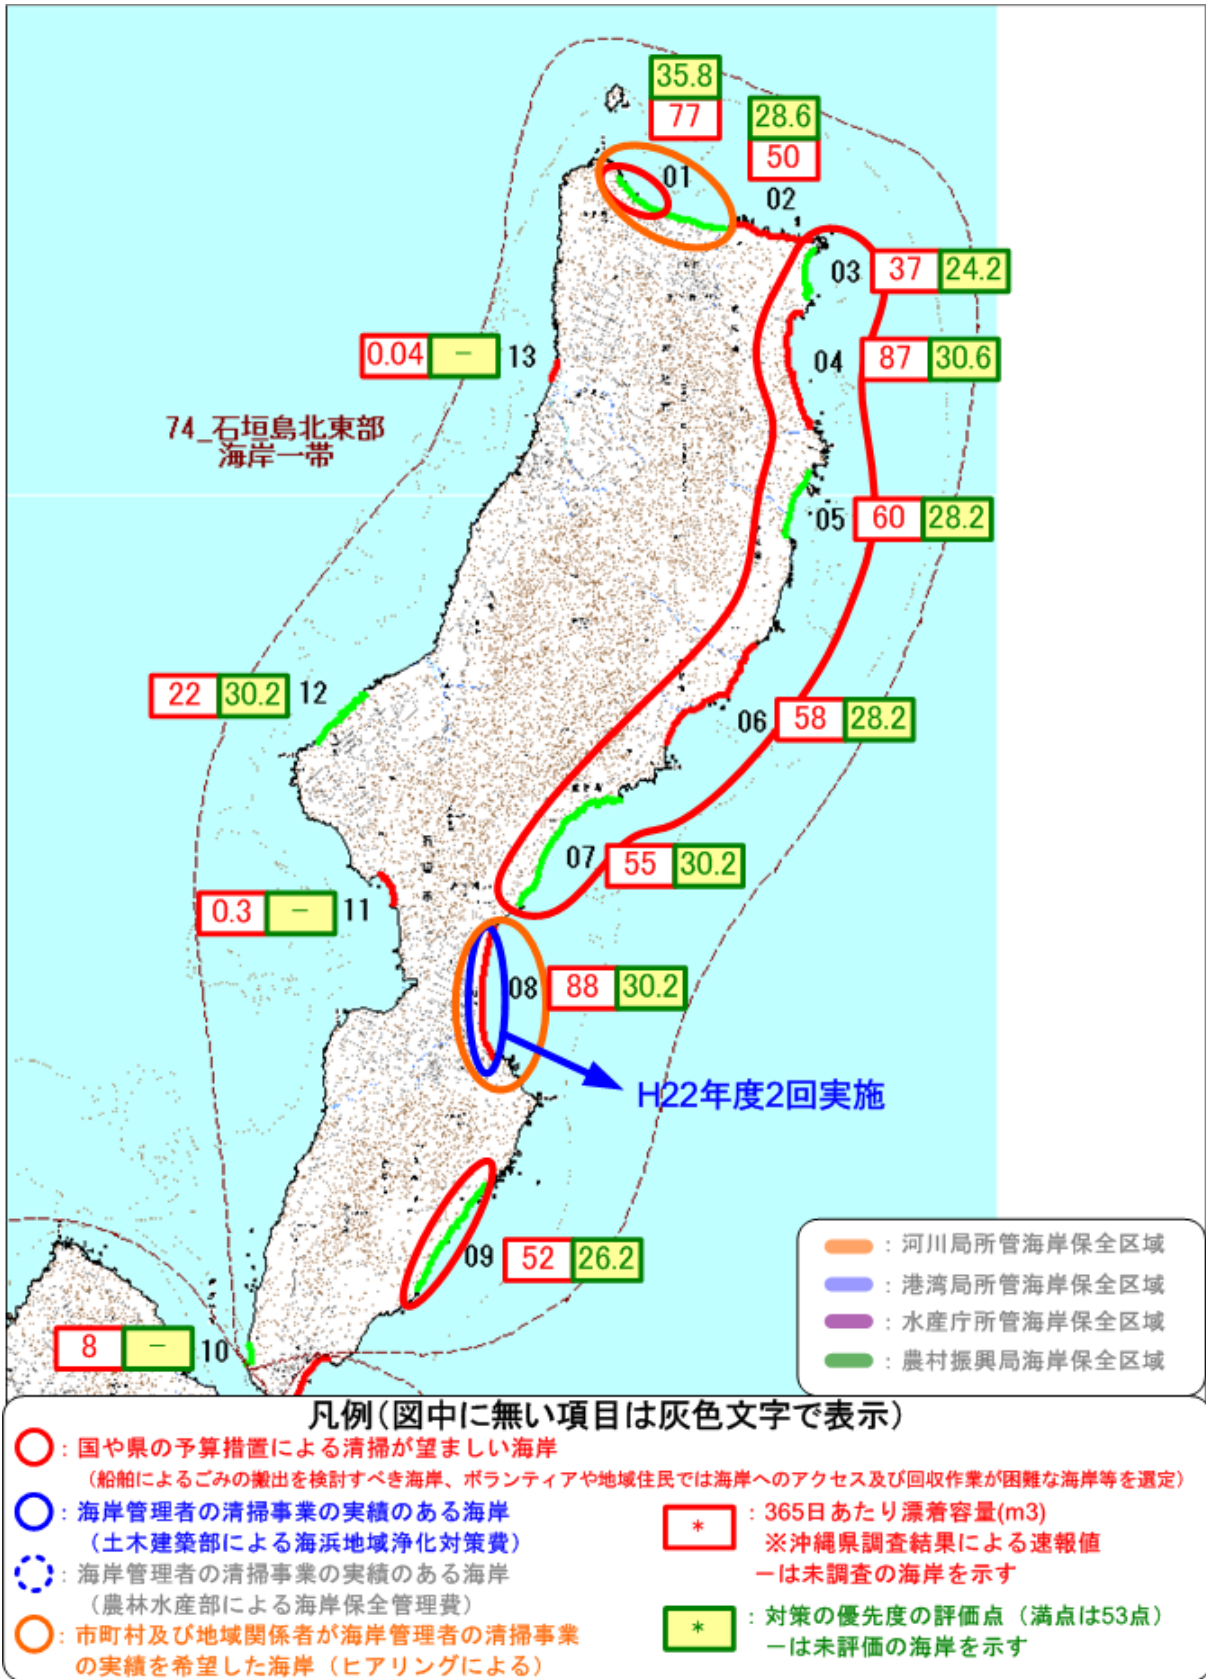 35.8
77
28.6
50
01
02
03
37 24.2
0.04 － 13
04
87 30.6
74_石垣島北東部
海岸一帯
05
60 28.2
22 30.2 12
06
58 28.2
07
55 30.2
0.3 － 11
08
88 30.2
H22年度2回実施
09
52 26.2
8 － 10
：河川局所管海岸保全区域
：港湾局所管海岸保全区域
：水産庁所管海岸保全区域
：農村振興局海岸保全区域
凡例(図中に無い項目は灰色文字で表示)
：国や県の予算措置による清掃が望ましい海岸
（船舶によるごみの搬出を検討すべき海岸、ボランティアや地域住民では海岸へのアクセス及び回収作業が困難な海岸等を選定）
：海岸管理者の清掃事業の実績のある海岸
（土木建築部による海浜地域浄化対策費）
：海岸管理者の清掃事業の実績のある海岸
（農林水産部による海岸保全管理費）
：市町村及び地域関係者が海岸管理者の清掃事業
の実績を希望した海岸（ヒアリングによる）
* ：365日あたり漂着容量(m3)
※沖縄県調査結果による速報値
－は未調査の海岸を示す
* ：対策の優先度の評価点（満点は53点）
－は未評価の海岸を示す